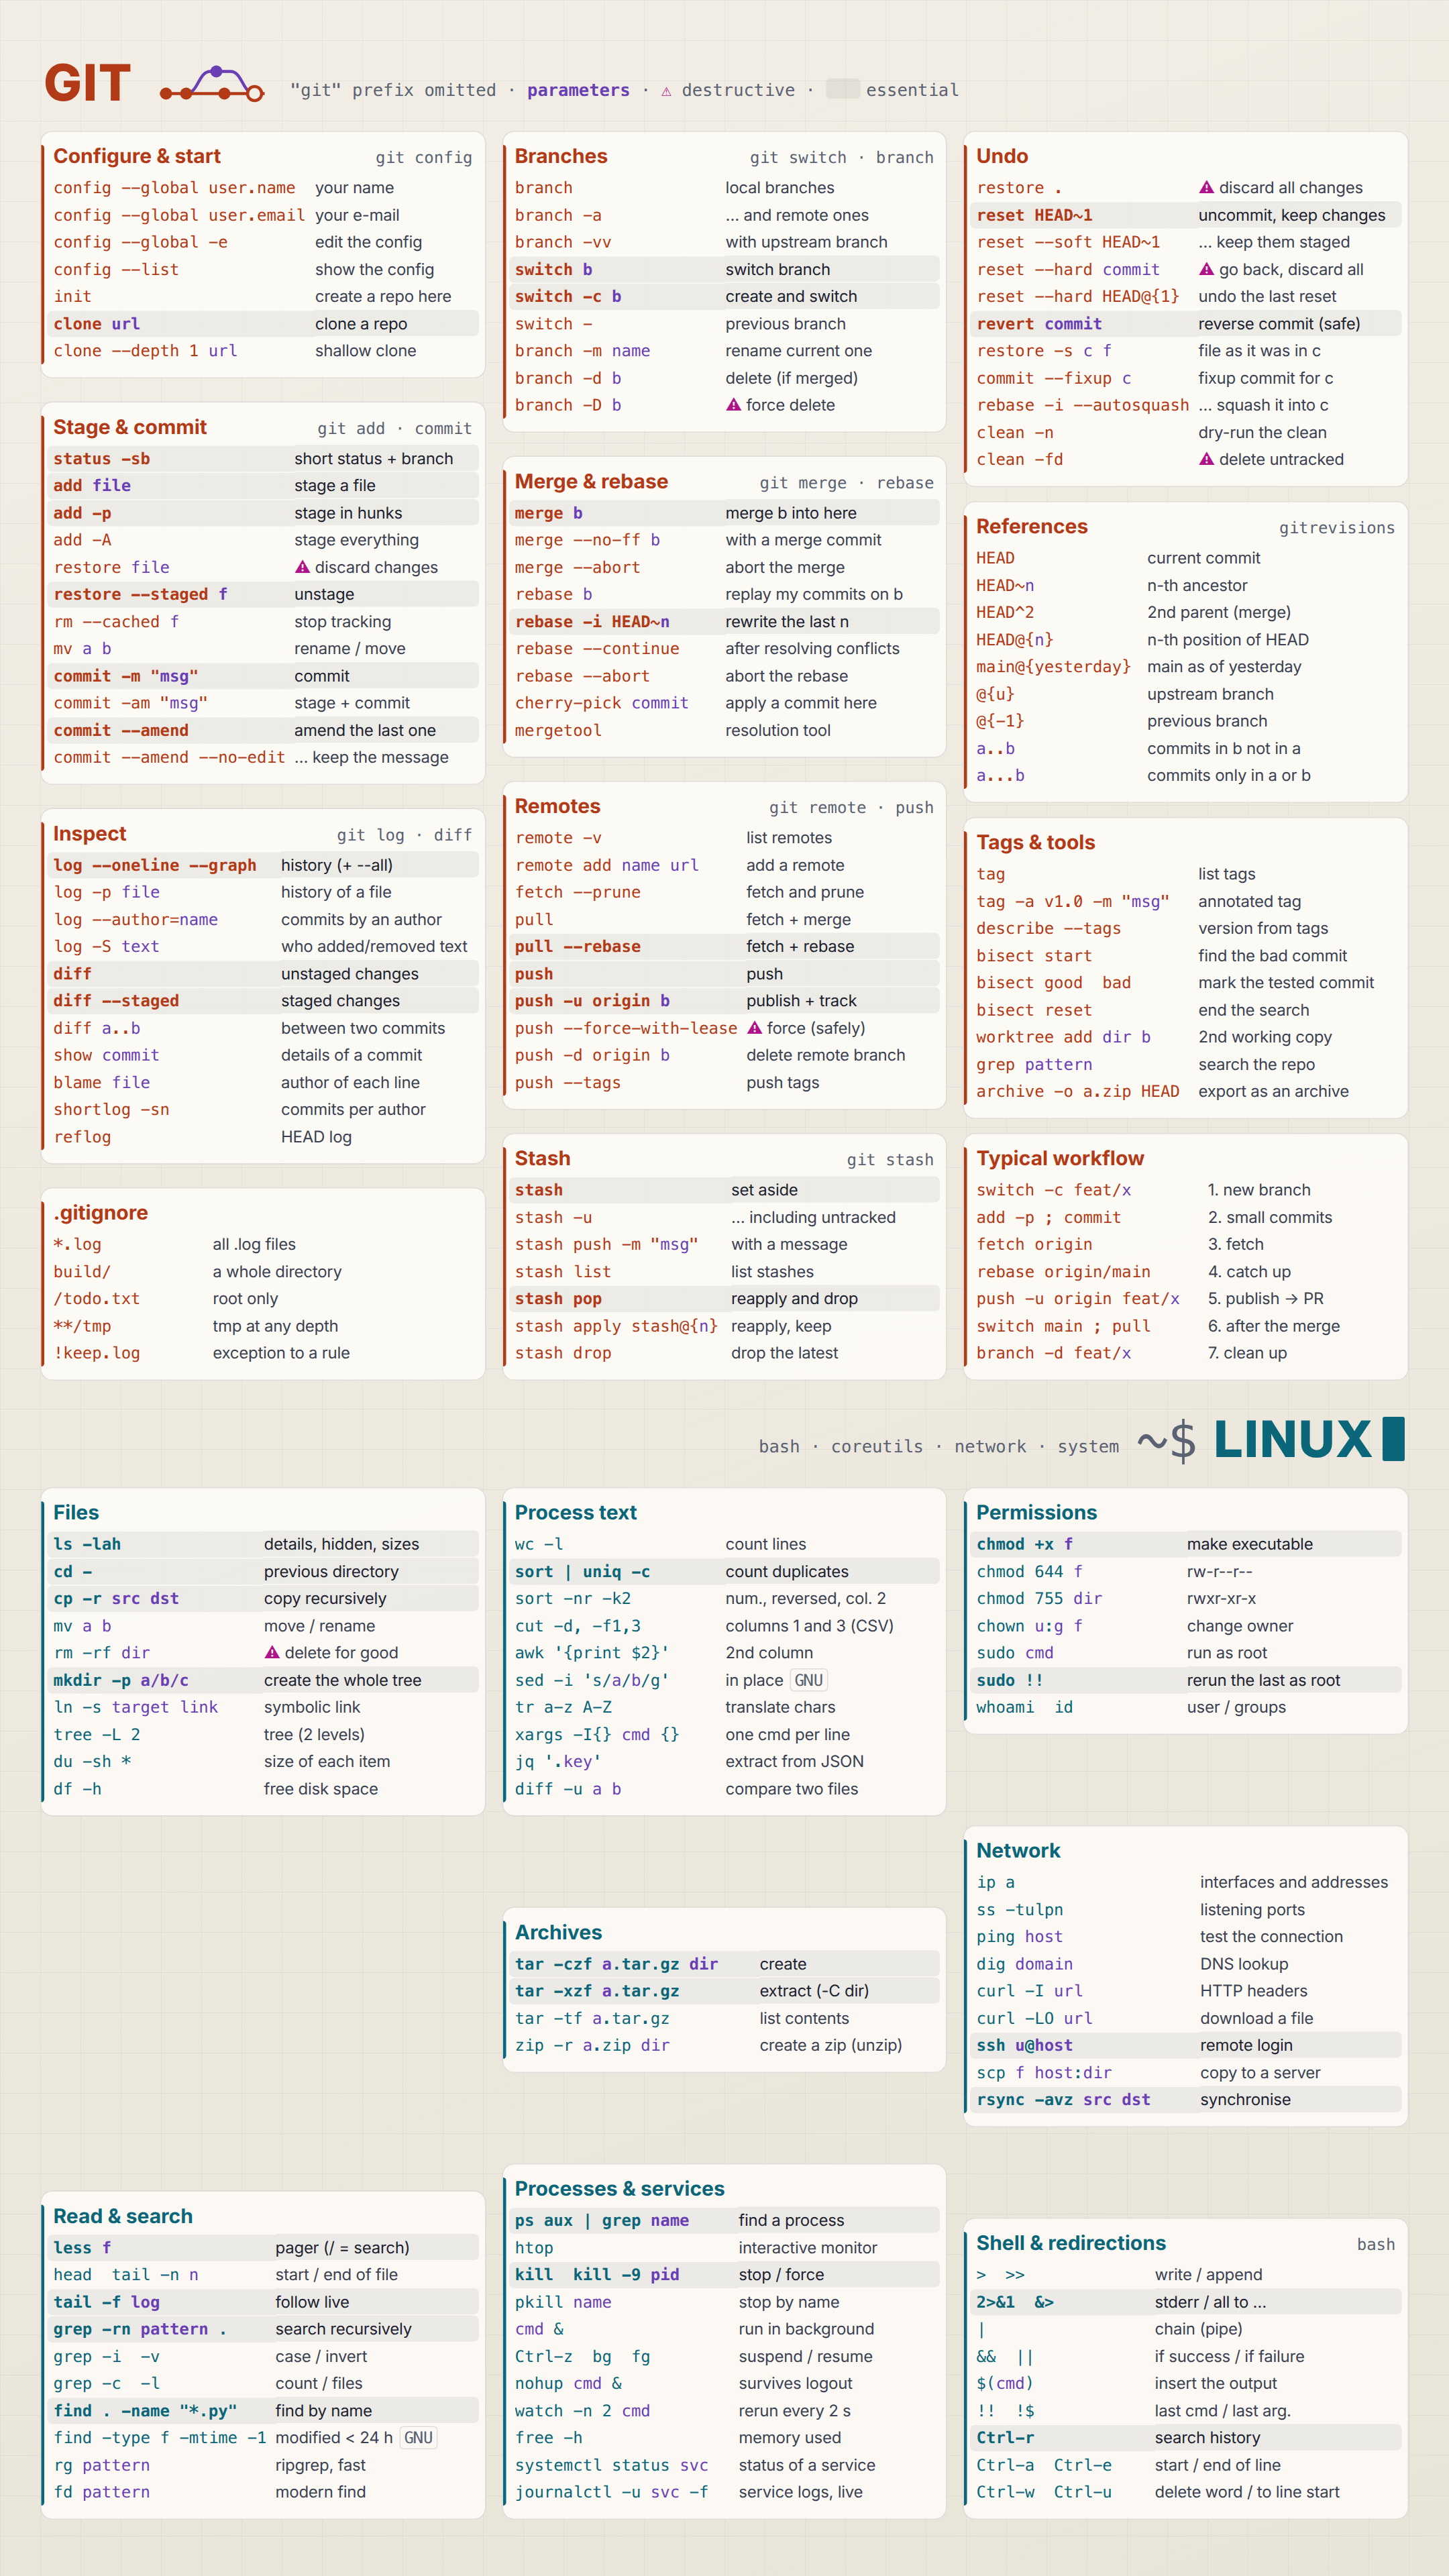 GIT "git" prefix omitted · parameters · ⚠ destructive · essential
Configure & start git config
config --global user.name your name
config --global user.email your e-mail
config --global -e edit the config
config --list show the config
init create a repo here
clone url clone a repo
clone --depth 1 url shallow clone
Stage & commit git add · commit
status -sb short status + branch
add file stage a file
add -p stage in hunks
add -A stage everything
restore file ⚠ discard changes
restore --staged f unstage
rm --cached f stop tracking
mv a b rename / move
commit -m "msg" commit
commit -am "msg" stage + commit
commit --amend amend the last one
commit --amend --no-edit ... keep the message
Inspect git log · diff
log --oneline --graph history (+ --all)
log -p file history of a file
log --author=name commits by an author
log -S text who added/removed text
diff unstaged changes
diff --staged staged changes
diff a..b between two commits
show commit details of a commit
blame file author of each line
shortlog -sn commits per author
reflog HEAD log
.gitignore
*.log all .log files
build/ a whole directory
/todo.txt root only
**/tmp tmp at any depth
!keep.log exception to a rule
Branches git switch · branch
branch local branches
branch -a ... and remote ones
branch -vv with upstream branch
switch b switch branch
switch -c b create and switch
switch - previous branch
branch -m name rename current one
branch -d b delete (if merged)
branch -D b ⚠ force delete
Merge & rebase git merge · rebase
merge b merge b into here
merge --no-ff b with a merge commit
merge --abort abort the merge
rebase b replay my commits on b
rebase -i HEAD~n rewrite the last n
rebase --continue after resolving conflicts
rebase --abort abort the rebase
cherry-pick commit apply a commit here
mergetool resolution tool
Remotes git remote · push
remote -v list remotes
remote add name url add a remote
fetch --prune fetch and prune
pull fetch + merge
pull --rebase fetch + rebase
push push
push -u origin b publish + track
push --force-with-lease ⚠ force (safely)
push -d origin b delete remote branch
push --tags push tags
Stash git stash
stash set aside
stash -u ... including untracked
stash push -m "msg" with a message
stash list list stashes
stash pop reapply and drop
stash apply stash@{n} reapply, keep
stash drop drop the latest
Undo
restore . ⚠ discard all changes
reset HEAD~1 uncommit, keep changes
reset --soft HEAD~1 ... keep them staged
reset --hard commit ⚠ go back, discard all
reset --hard HEAD@{1} undo the last reset
revert commit reverse commit (safe)
restore -s c f file as it was in c
commit --fixup c fixup commit for c
rebase -i --autosquash ... squash it into c
clean -n dry-run the clean
clean -fd ⚠ delete untracked
References gitrevisions
HEAD current commit
HEAD~n n-th ancestor
HEAD^2 2nd parent (merge)
HEAD@{n} n-th position of HEAD
main@{yesterday} main as of yesterday
@{u} upstream branch
@{-1} previous branch
a..b commits in b not in a
a...b commits only in a or b
Tags & tools
tag list tags
tag -a v1.0 -m "msg" annotated tag
describe --tags version from tags
bisect start find the bad commit
bisect good bad mark the tested commit
bisect reset end the search
worktree add dir b 2nd working copy
grep pattern search the repo
archive -o a.zip HEAD export as an archive
Typical workflow
switch -c feat/x 1. new branch
add -p ; commit 2. small commits
fetch origin 3. fetch
rebase origin/main 4. catch up
push -u origin feat/x 5. publish → PR
switch main ; pull 6. after the merge
branch -d feat/x 7. clean up
bash · coreutils · network · system ~$ LINUX
Files
ls -lah details, hidden, sizes
cd - previous directory
cp -r src dst copy recursively
mv a b move / rename
rm -rf dir ⚠ delete for good
mkdir -p a/b/c create the whole tree
ln -s target link symbolic link
tree -L 2 tree (2 levels)
du -sh * size of each item
df -h free disk space
Read & search
less f pager (/ = search)
head tail -n n start / end of file
tail -f log follow live
grep -rn pattern . search recursively
grep -i -v case / invert
grep -c -l count / files
find . -name "*.py" find by name
find -type f -mtime -1 modified < 24 h GNU
rg pattern ripgrep, fast
fd pattern modern find
Process text
wc -l count lines
sort | uniq -c count duplicates
sort -nr -k2 num., reversed, col. 2
cut -d, -f1,3 columns 1 and 3 (CSV)
awk '{print $2}' 2nd column
sed -i 's/a/b/g' in place GNU
tr a-z A-Z translate chars
xargs -I{} cmd {} one cmd per line
jq '.key' extract from JSON
diff -u a b compare two files
Archives
tar -czf a.tar.gz dir create
tar -xzf a.tar.gz extract (-C dir)
tar -tf a.tar.gz list contents
zip -r a.zip dir create a zip (unzip)
Processes & services
ps aux | grep name find a process
htop interactive monitor
kill kill -9 pid stop / force
pkill name stop by name
cmd & run in background
Ctrl-z bg fg suspend / resume
nohup cmd & survives logout
watch -n 2 cmd rerun every 2 s
free -h memory used
systemctl status svc status of a service
journalctl -u svc -f service logs, live
Permissions
chmod +x f make executable
chmod 644 f rw-r--r--
chmod 755 dir rwxr-xr-x
chown u:g f change owner
sudo cmd run as root
sudo !! rerun the last as root
whoami id user / groups
Network
ip a interfaces and addresses
ss -tulpn listening ports
ping host test the connection
dig domain DNS lookup
curl -I url HTTP headers
curl -LO url download a file
ssh u@host remote login
scp f host:dir copy to a server
rsync -avz src dst synchronise
Shell & redirections bash
> >> write / append
2>&1 &> stderr / all to ...
| chain (pipe)
&& || if success / if failure
$(cmd) insert the output
!! !$ last cmd / last arg.
Ctrl-r search history
Ctrl-a Ctrl-e start / end of line
Ctrl-w Ctrl-u delete word / to line start